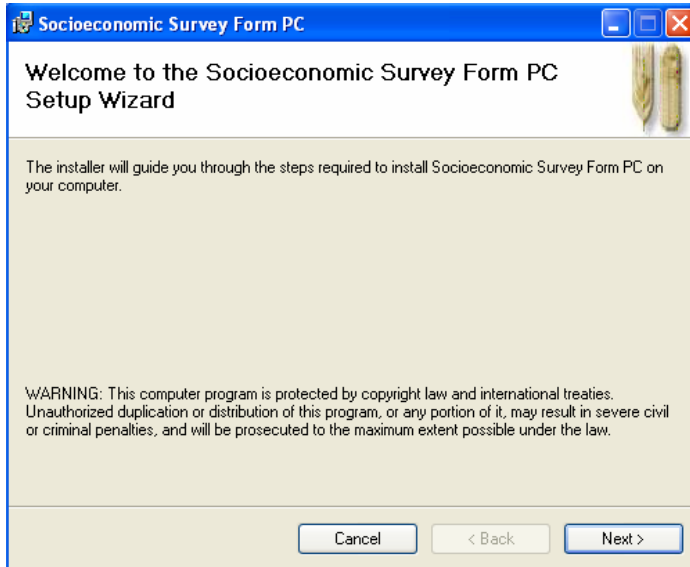 Socioeconomic Survey Form PC
Welcome to the Socioeconomic Survey Form PC
Setup Wizard
The installer will guide you through the steps required to install Socioeconomic Survey Form PC on
your computer.
WARNING: This computer program is protected by copyright law and international treaties.
Unauthorized duplication or distribution of this program, or any portion of it, may result in severe civil
or criminal penalties, and will be prosecuted to the maximum extent possible under the law.
Cancel
< Back
Next >